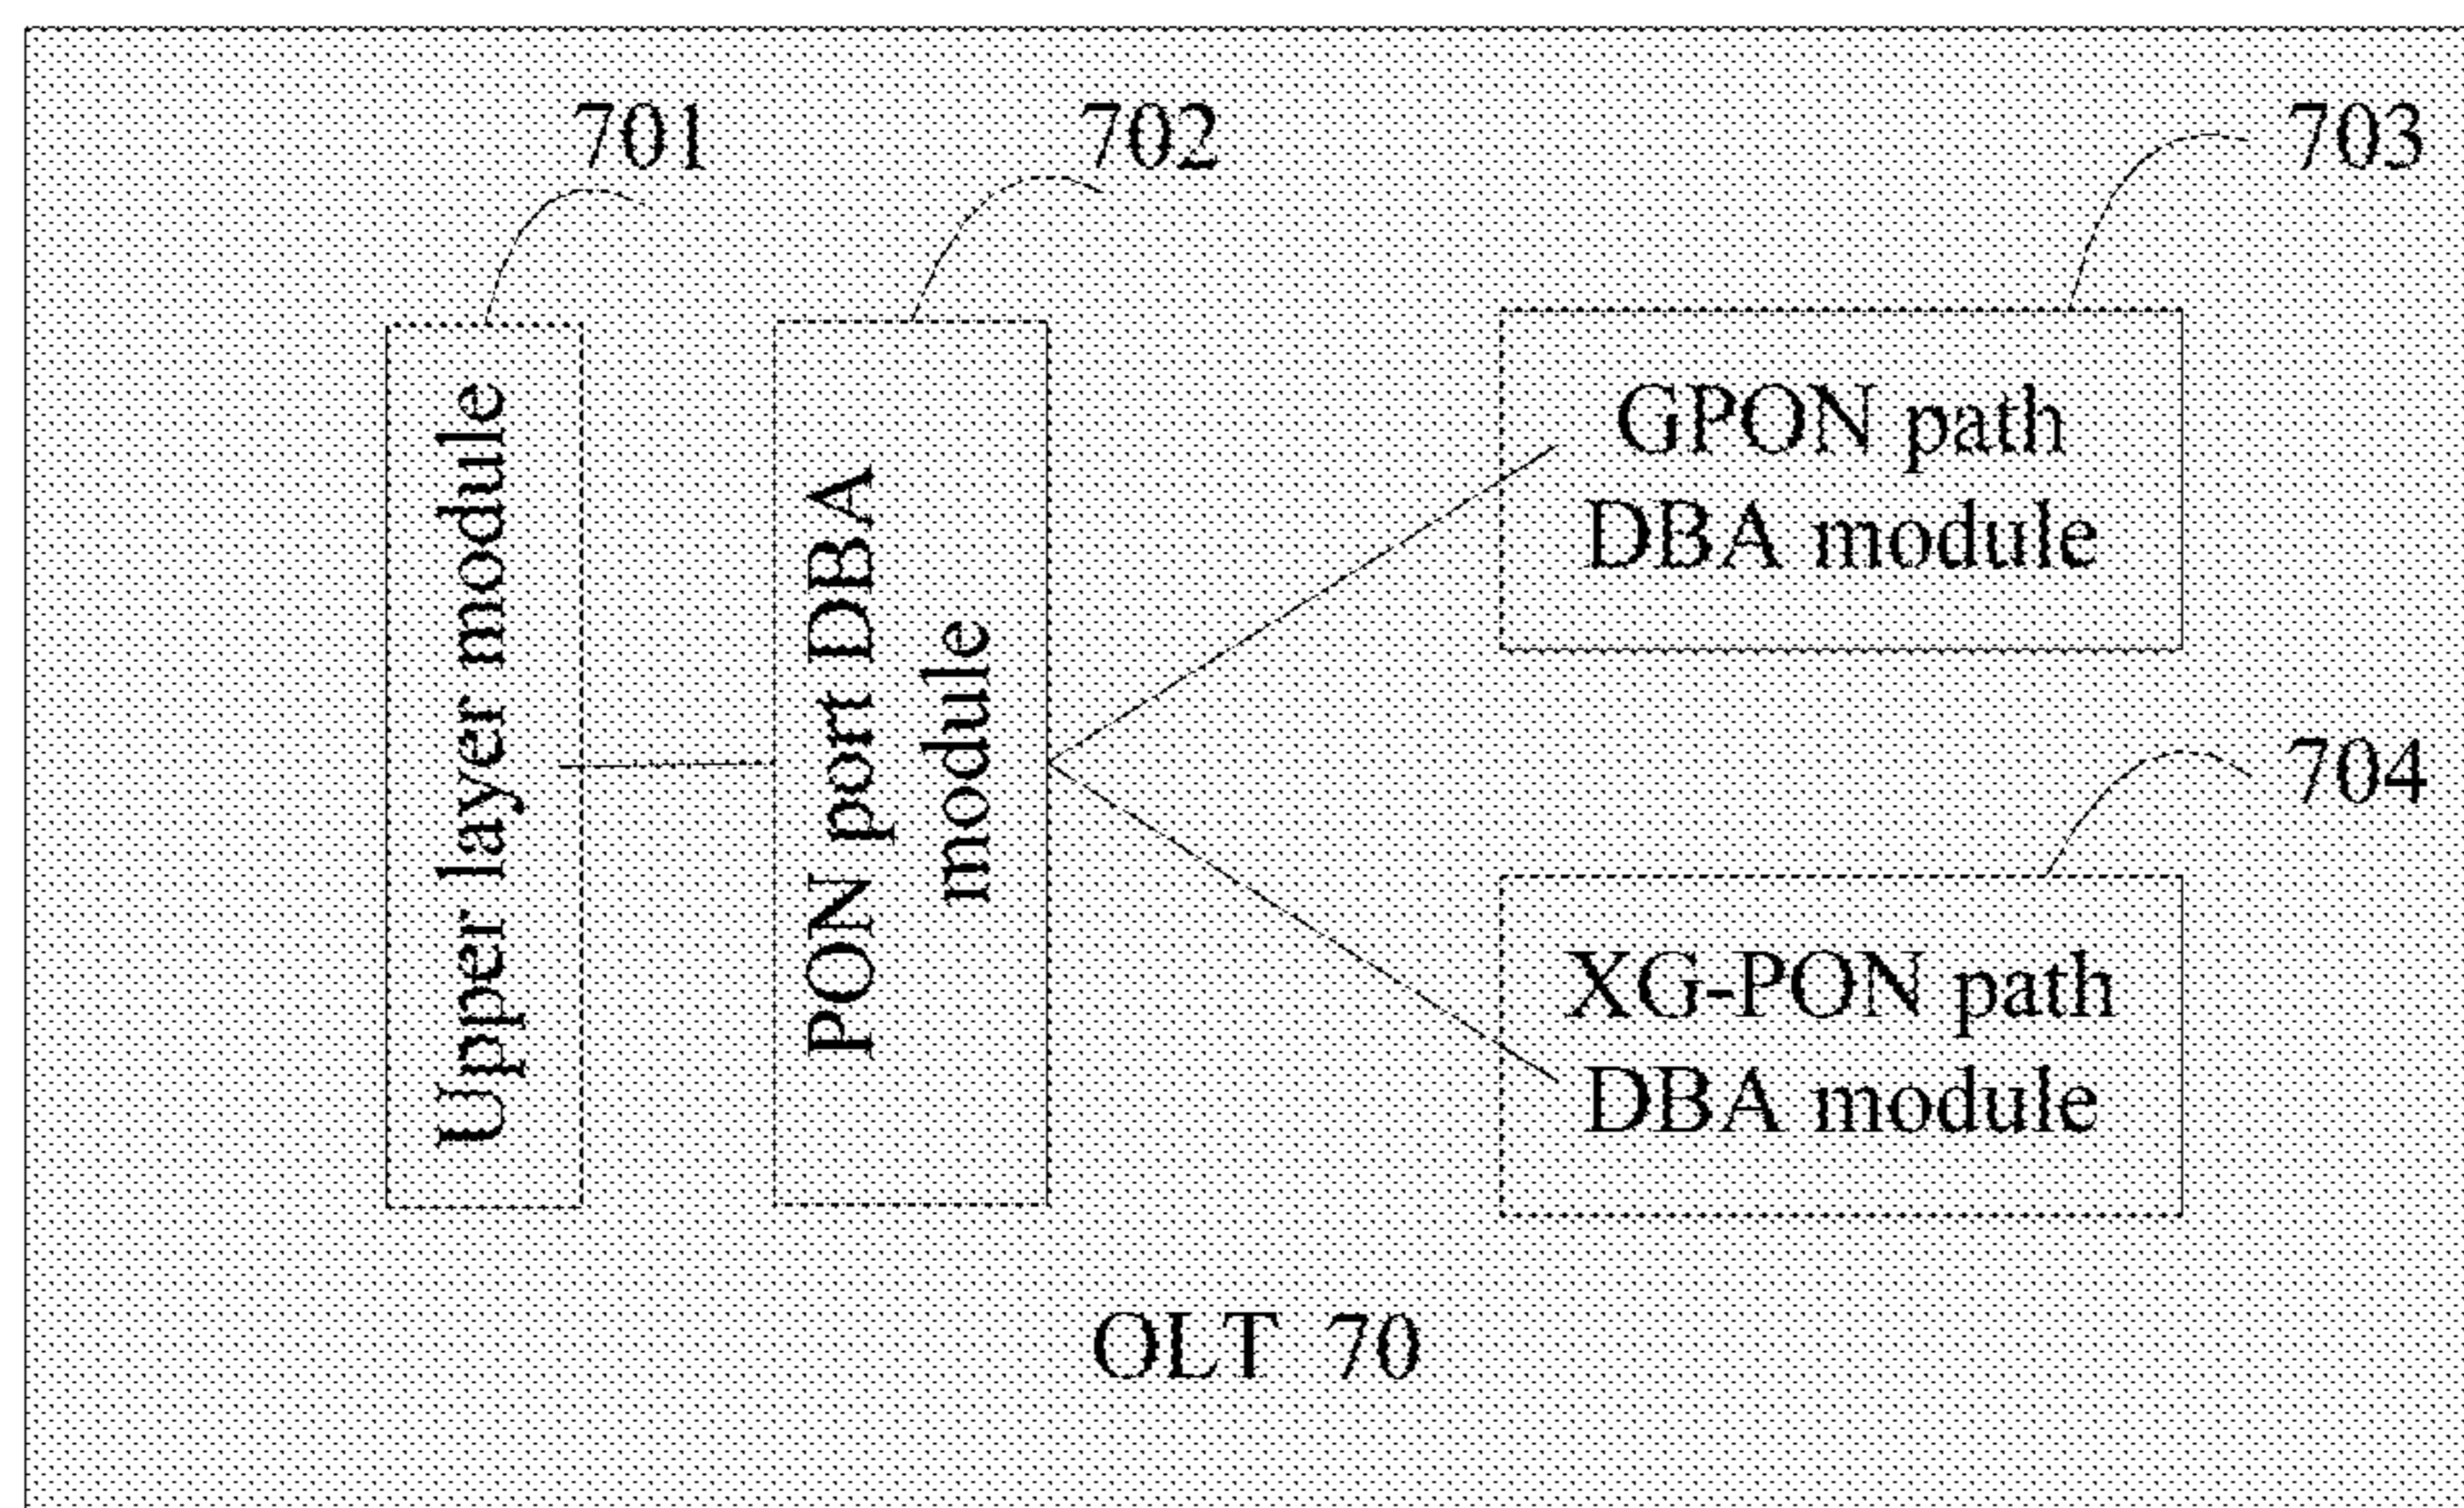 701
702
703
Upper layer module
PON port DBA
module
GPON path
DBA module
704
XG-PON path
DBA module
OLT 70